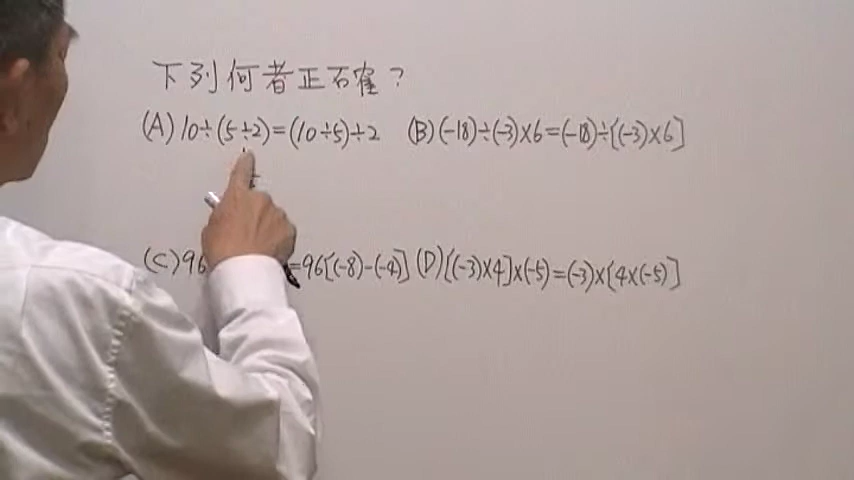 下列何者正確?
(A) 10÷(5÷2)=(10÷5)÷2 (B) (-18)÷(-3)×6=(-18)÷[(-3)×6]
(C) 96 =96[(-8)-(-4)] (D) [(-3)×4]×(-5)=(-3)×[4×(-5)]